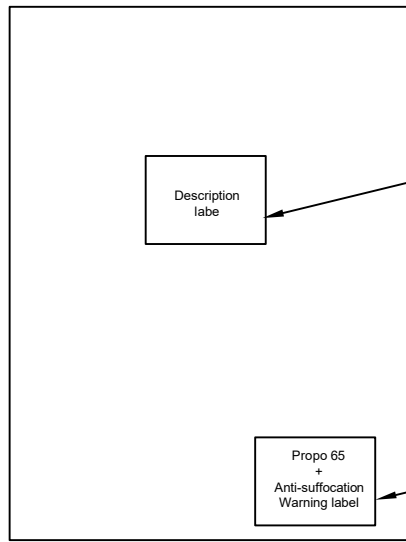 Description
labe
Propo 65
+
Anti-suffocation
Warning label